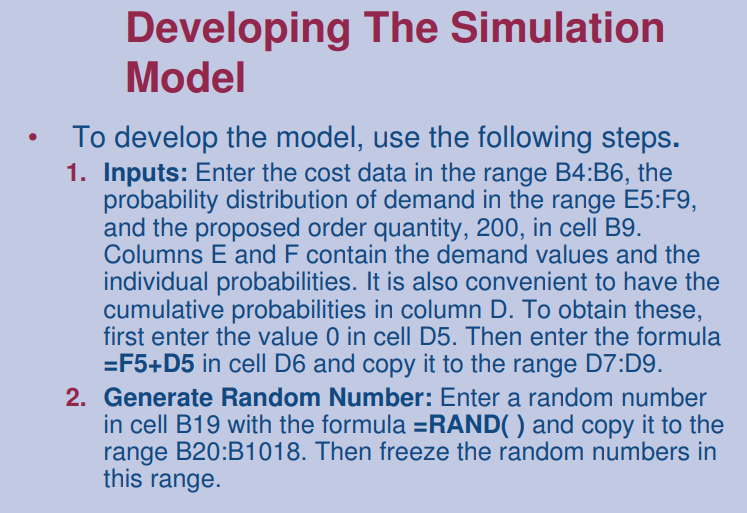 Developing The Simulation
Model
• To develop the model, use the following steps.
1. Inputs: Enter the cost data in the range B4:B6, the
probability distribution of demand in the range E5:F9,
and the proposed order quantity, 200, in cell B9.
Columns E and F contain the demand values and the
individual probabilities. It is also convenient to have the
cumulative probabilities in column D. To obtain these,
first enter the value 0 in cell D5. Then enter the formula
=F5+D5 in cell D6 and copy it to the range D7:D9.
2. Generate Random Number: Enter a random number
in cell B19 with the formula =RAND( ) and copy it to the
range B20:B1018. Then freeze the random numbers in
this range.